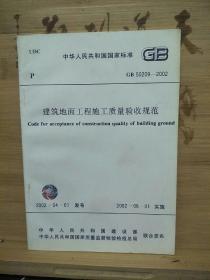 UDC
中华人民共和国国家标准
GB
P
GB 50209-2002
建筑地面工程施工质量验收规范
Code for acceptance of construction quality of building ground
2002-04-01 发布
2002-06-01 实施
中华人民共和国建设部
中华人民共和国国家质量监督检验检疫总局
联合发布